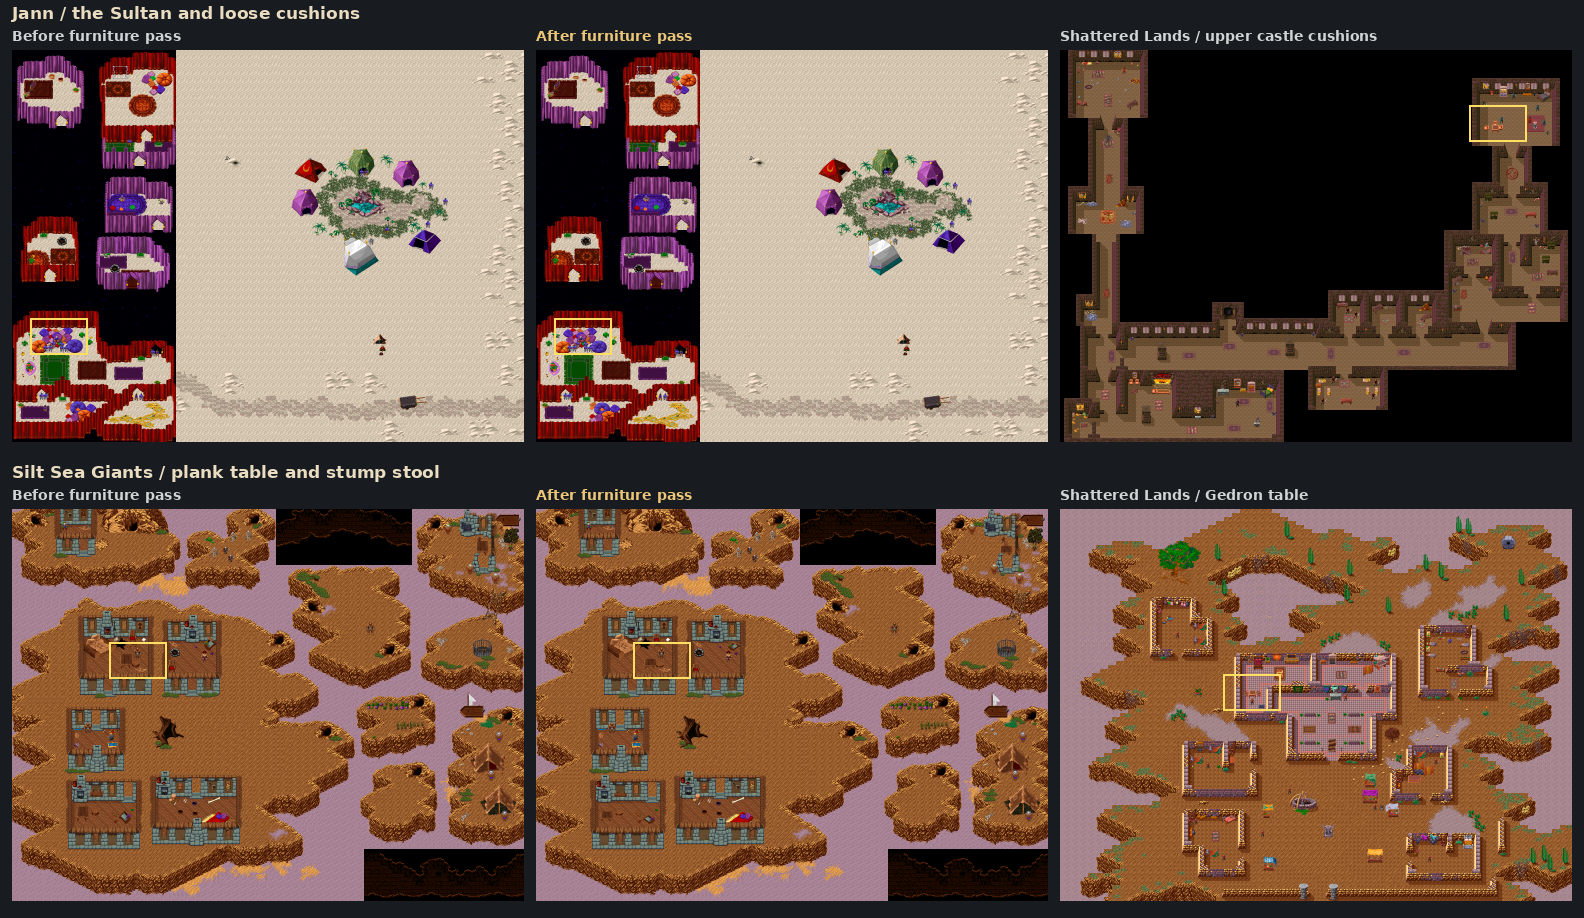 Jann / the Sultan and loose cushions
Before furniture pass
After furniture pass
Shattered Lands / upper castle cushions
Silt Sea Giants / plank table and stump stool
Before furniture pass
After furniture pass
Shattered Lands / Gedron table